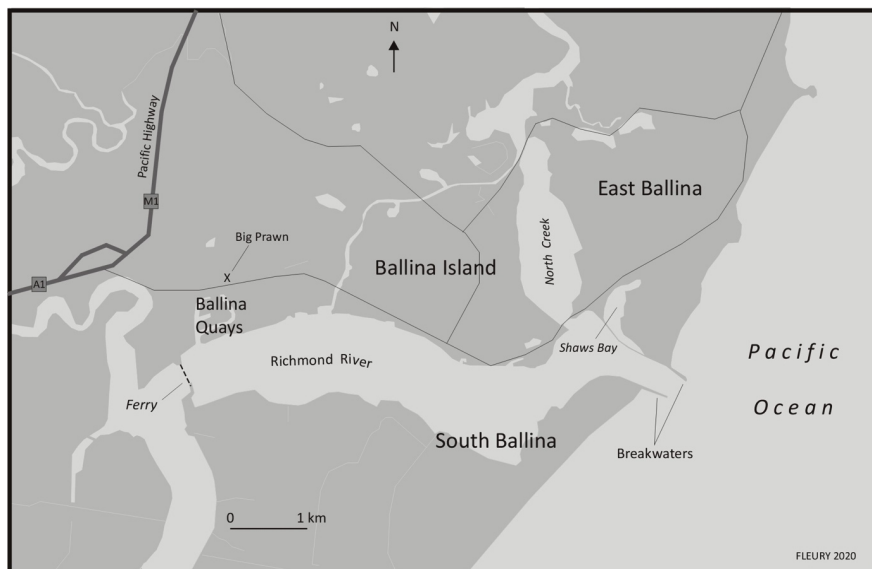 N
Pacific Highway
M1
East Ballina
Big Prawn
X
North Creek
Ballina Island
A1
Ballina
Quays
Richmond River
Shaws Bay
Pacific
Ocean
Ferry
South Ballina
Breakwaters
0 1 km
FLEURY 2020